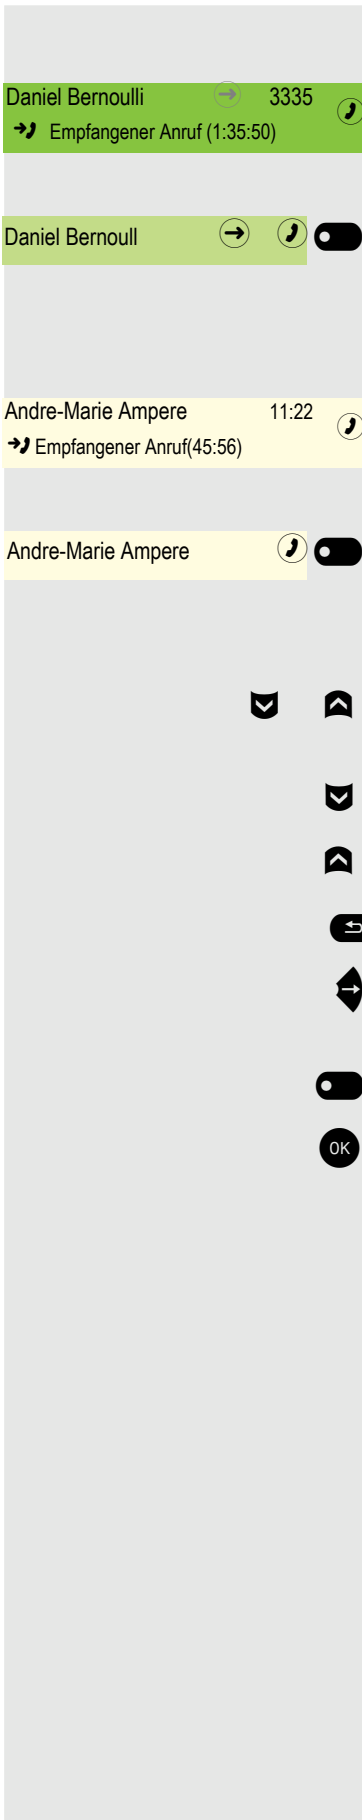 Daniel Bernoulli 3335
Empfangener Anruf (1:35:50)
Daniel Bernoull
Andre-Marie Ampere 11:22
Empfangener Anruf(45:56)
Andre-Marie Ampere
OK